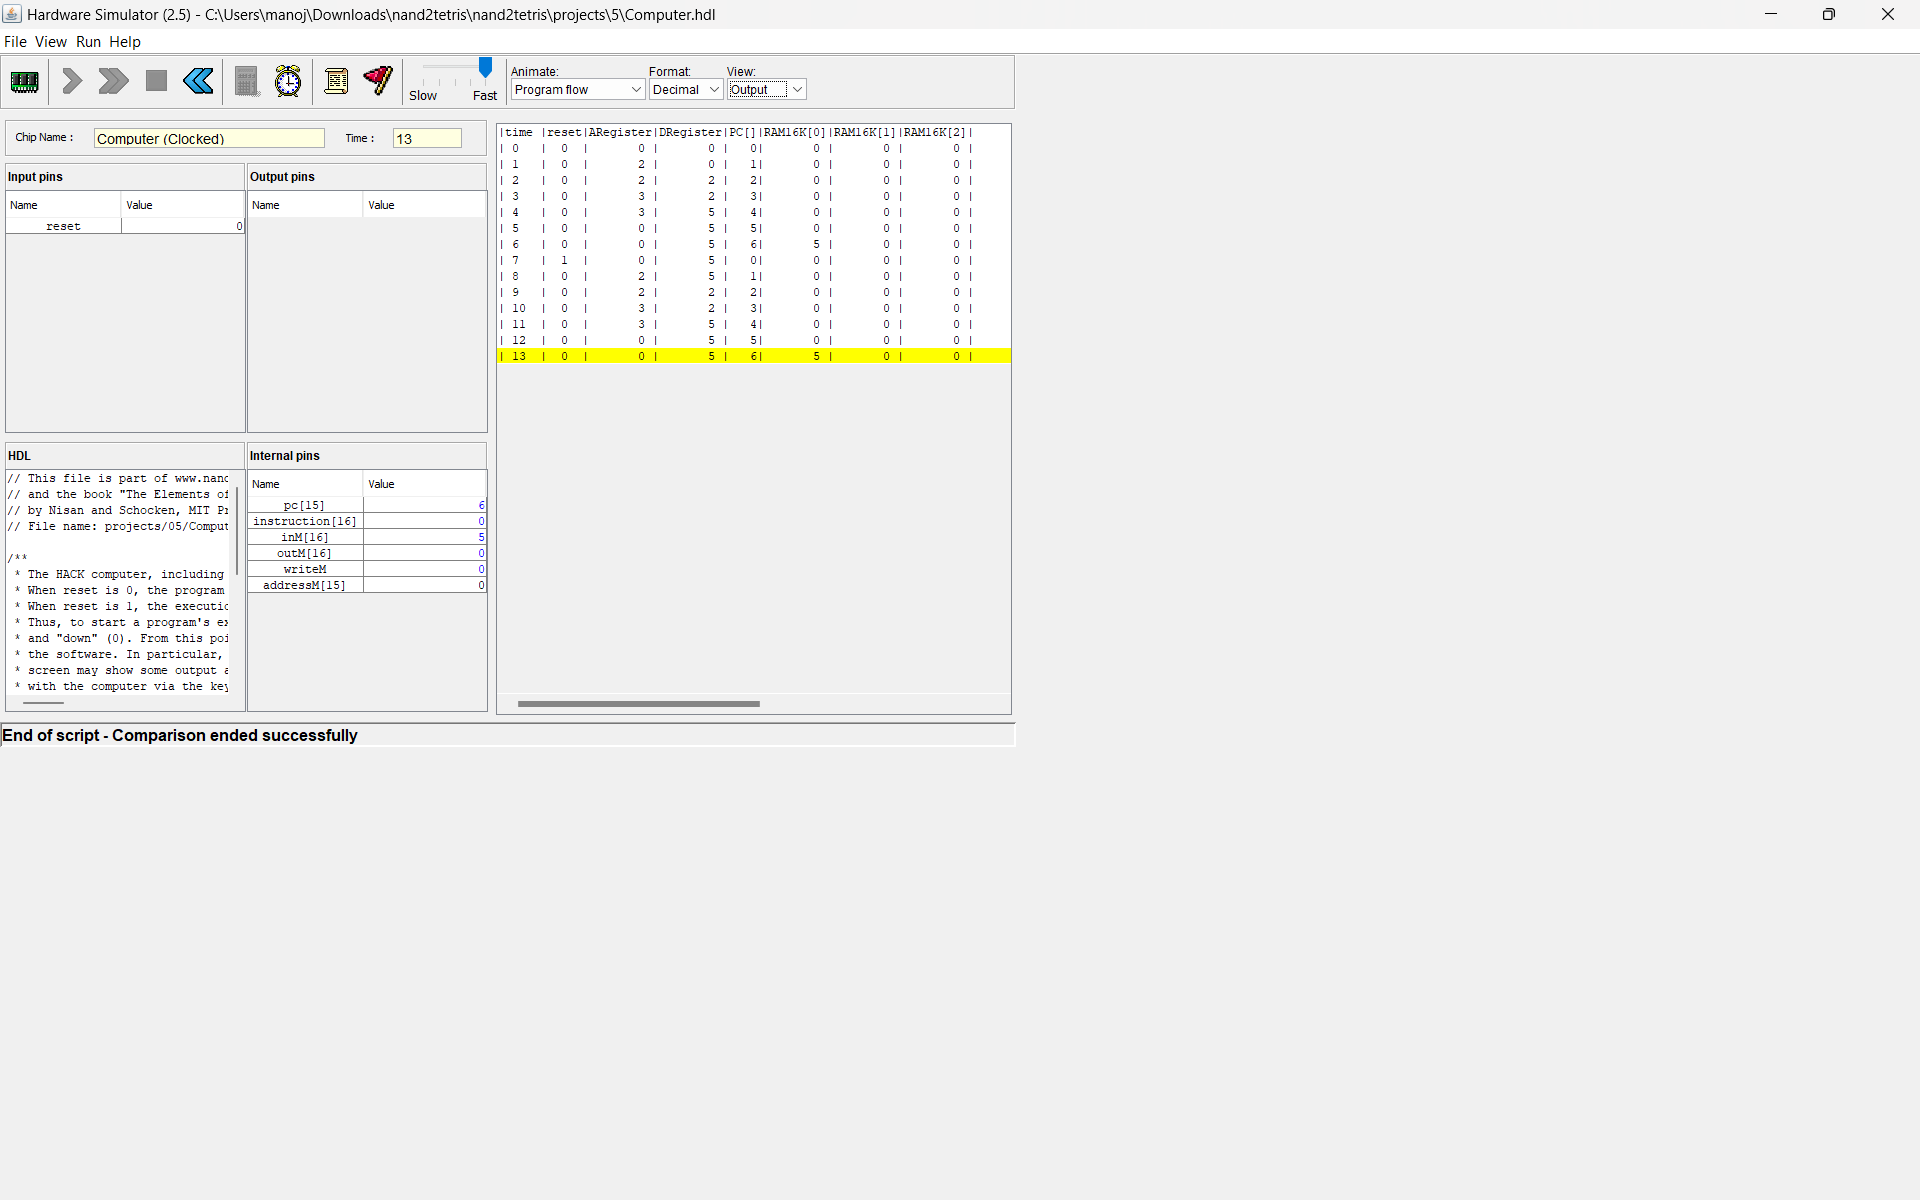 Hardware Simulator (2.5) - C:\Users\manoj\Downloads\nand2tetris\nand2tetris\projects\5\Computer.hdl
File View Run Help
Slow Fast
Animate: Format: View:
Program flow Decimal Output
Chip Name : Computer (Clocked) Time : 13
Input pins
Name Value
reset 0
Output pins
Name Value
HDL
// This file is part of www.nand
// and the book "The Elements of
// by Nisan and Schocken, MIT Pr
// File name: projects/05/Comput
/**
* The HACK computer, including
* When reset is 0, the program
* When reset is 1, the executio
* Thus, to start a program's ex
* and "down" (0). From this poi
* the software. In particular,
* screen may show some output a
* with the computer via the key
Internal pins
Name Value
pc[15] 6
instruction[16] 0
inM[16] 5
outM[16] 0
writeM 0
addressM[15] 0
|time |reset|ARegister|DRegister|PC[]|RAM16K[0]|RAM16K[1]|RAM16K[2]|
| 0 | 0 | 0 | 0 | 0| 0 | 0 | 0 |
| 1 | 0 | 2 | 0 | 1| 0 | 0 | 0 |
| 2 | 0 | 2 | 2 | 2| 0 | 0 | 0 |
| 3 | 0 | 3 | 2 | 3| 0 | 0 | 0 |
| 4 | 0 | 3 | 5 | 4| 0 | 0 | 0 |
| 5 | 0 | 0 | 5 | 5| 0 | 0 | 0 |
| 6 | 0 | 0 | 5 | 6| 5 | 0 | 0 |
| 7 | 1 | 0 | 5 | 0| 0 | 0 | 0 |
| 8 | 0 | 2 | 5 | 1| 0 | 0 | 0 |
| 9 | 0 | 2 | 2 | 2| 0 | 0 | 0 |
| 10 | 0 | 3 | 2 | 3| 0 | 0 | 0 |
| 11 | 0 | 3 | 5 | 4| 0 | 0 | 0 |
| 12 | 0 | 0 | 5 | 5| 0 | 0 | 0 |
| 13 | 0 | 0 | 5 | 6| 5 | 0 | 0 |
End of script - Comparison ended successfully